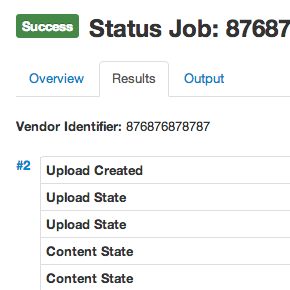 Success Status Job: 87687
Overview Results Output
Vendor Identifier: 876876878787
#2 Upload Created
Upload State
Upload State
Content State
Content State